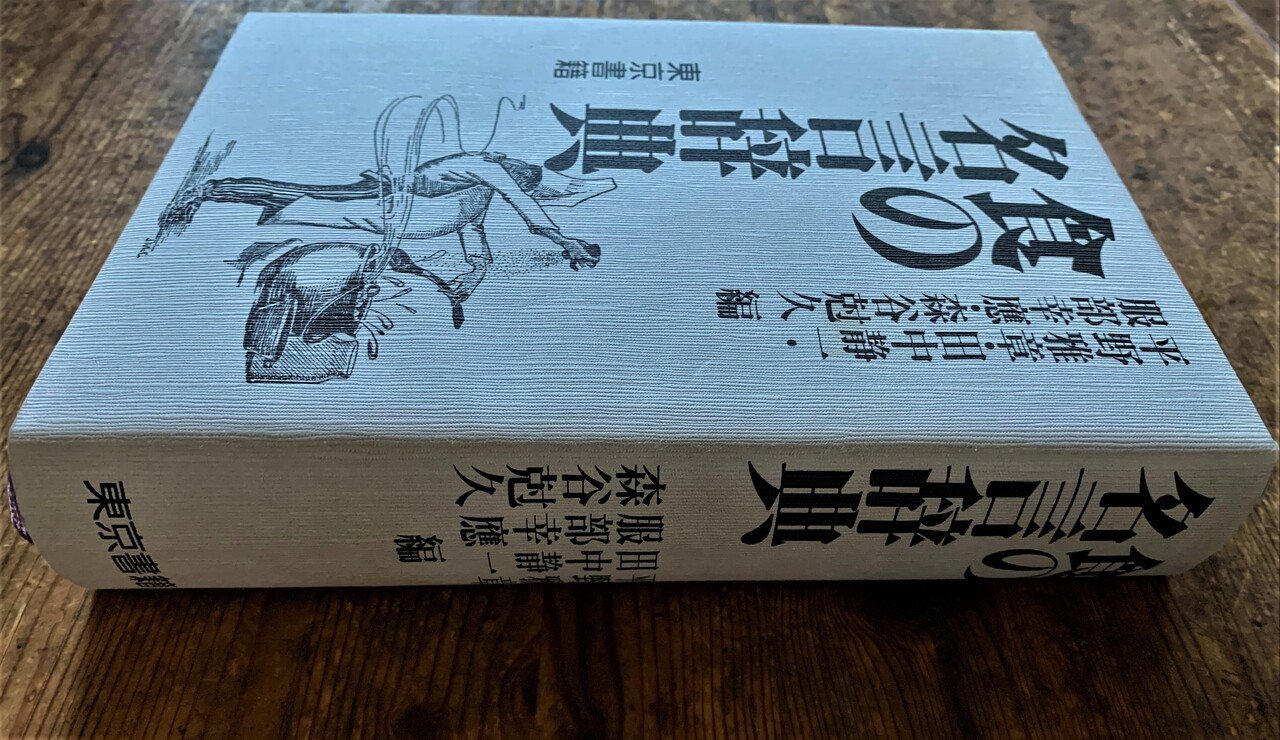 平野雅章・田中静一・
服部幸應・森谷尅久 編
食の
名言辞典
東京書籍
食の
名言辞典
平野雅章
田中静一
服部幸應
森谷尅久
編
東京書籍